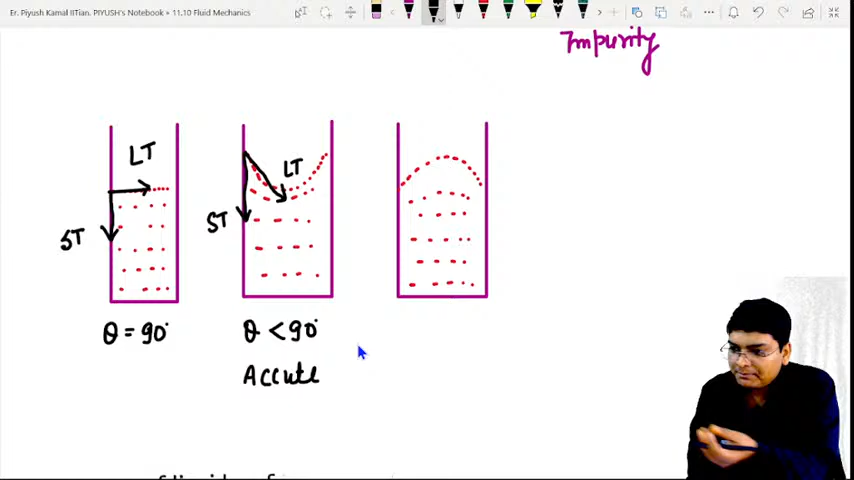 Er. Piyush Kamal IITian. PIYUSH's Notebook » 11.10 Fluid Mechanics
Impurity
LT
LT
ST
ST
θ = 90°
θ < 90°
Accute